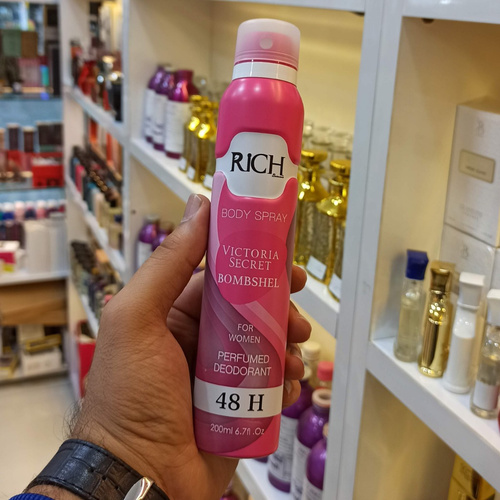 RICH
BODY SPRAY
VICTORIA
SECRET
BOMBSHEL
FOR
WOMEN
PERFUMED
DEODORANT
48 H
200ml 6.7fl .Oz